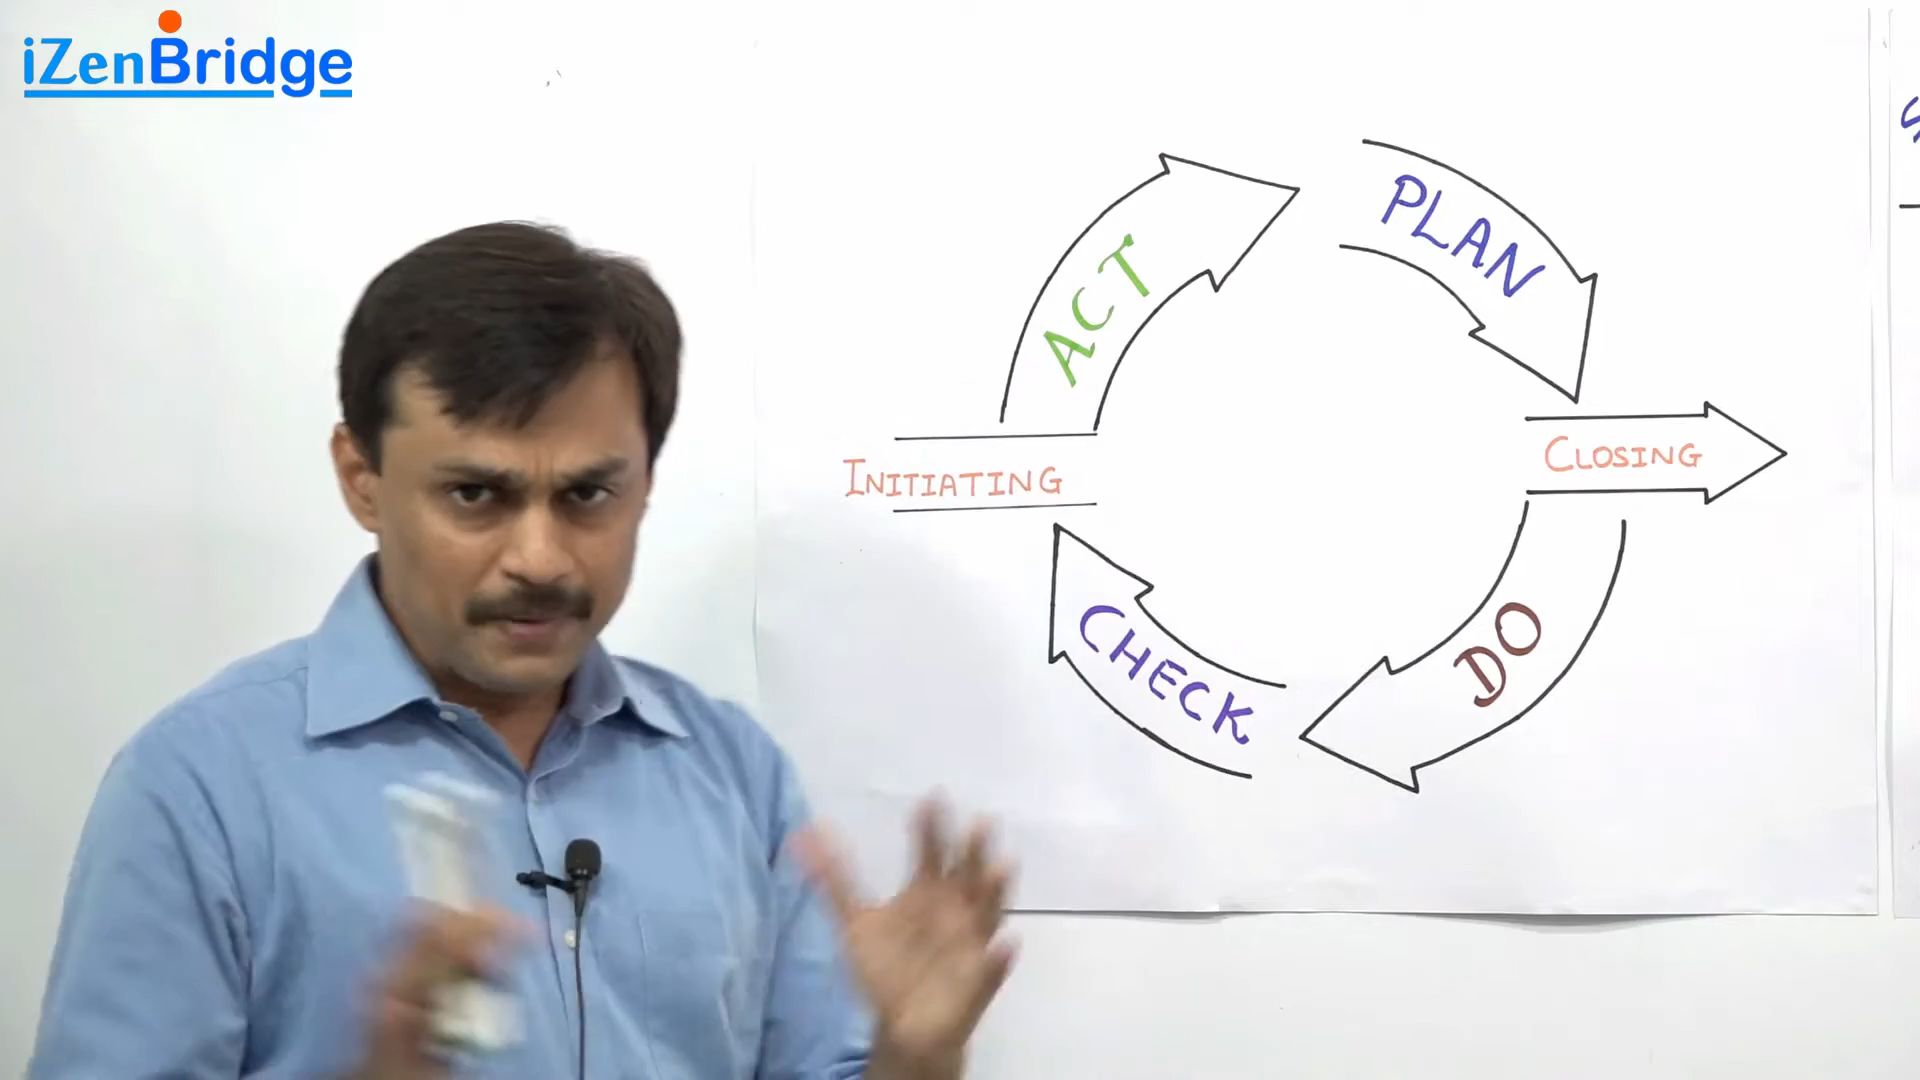 iZenBridge
ACT
PLAN
INITIATING
CLOSING
CHECK
DO